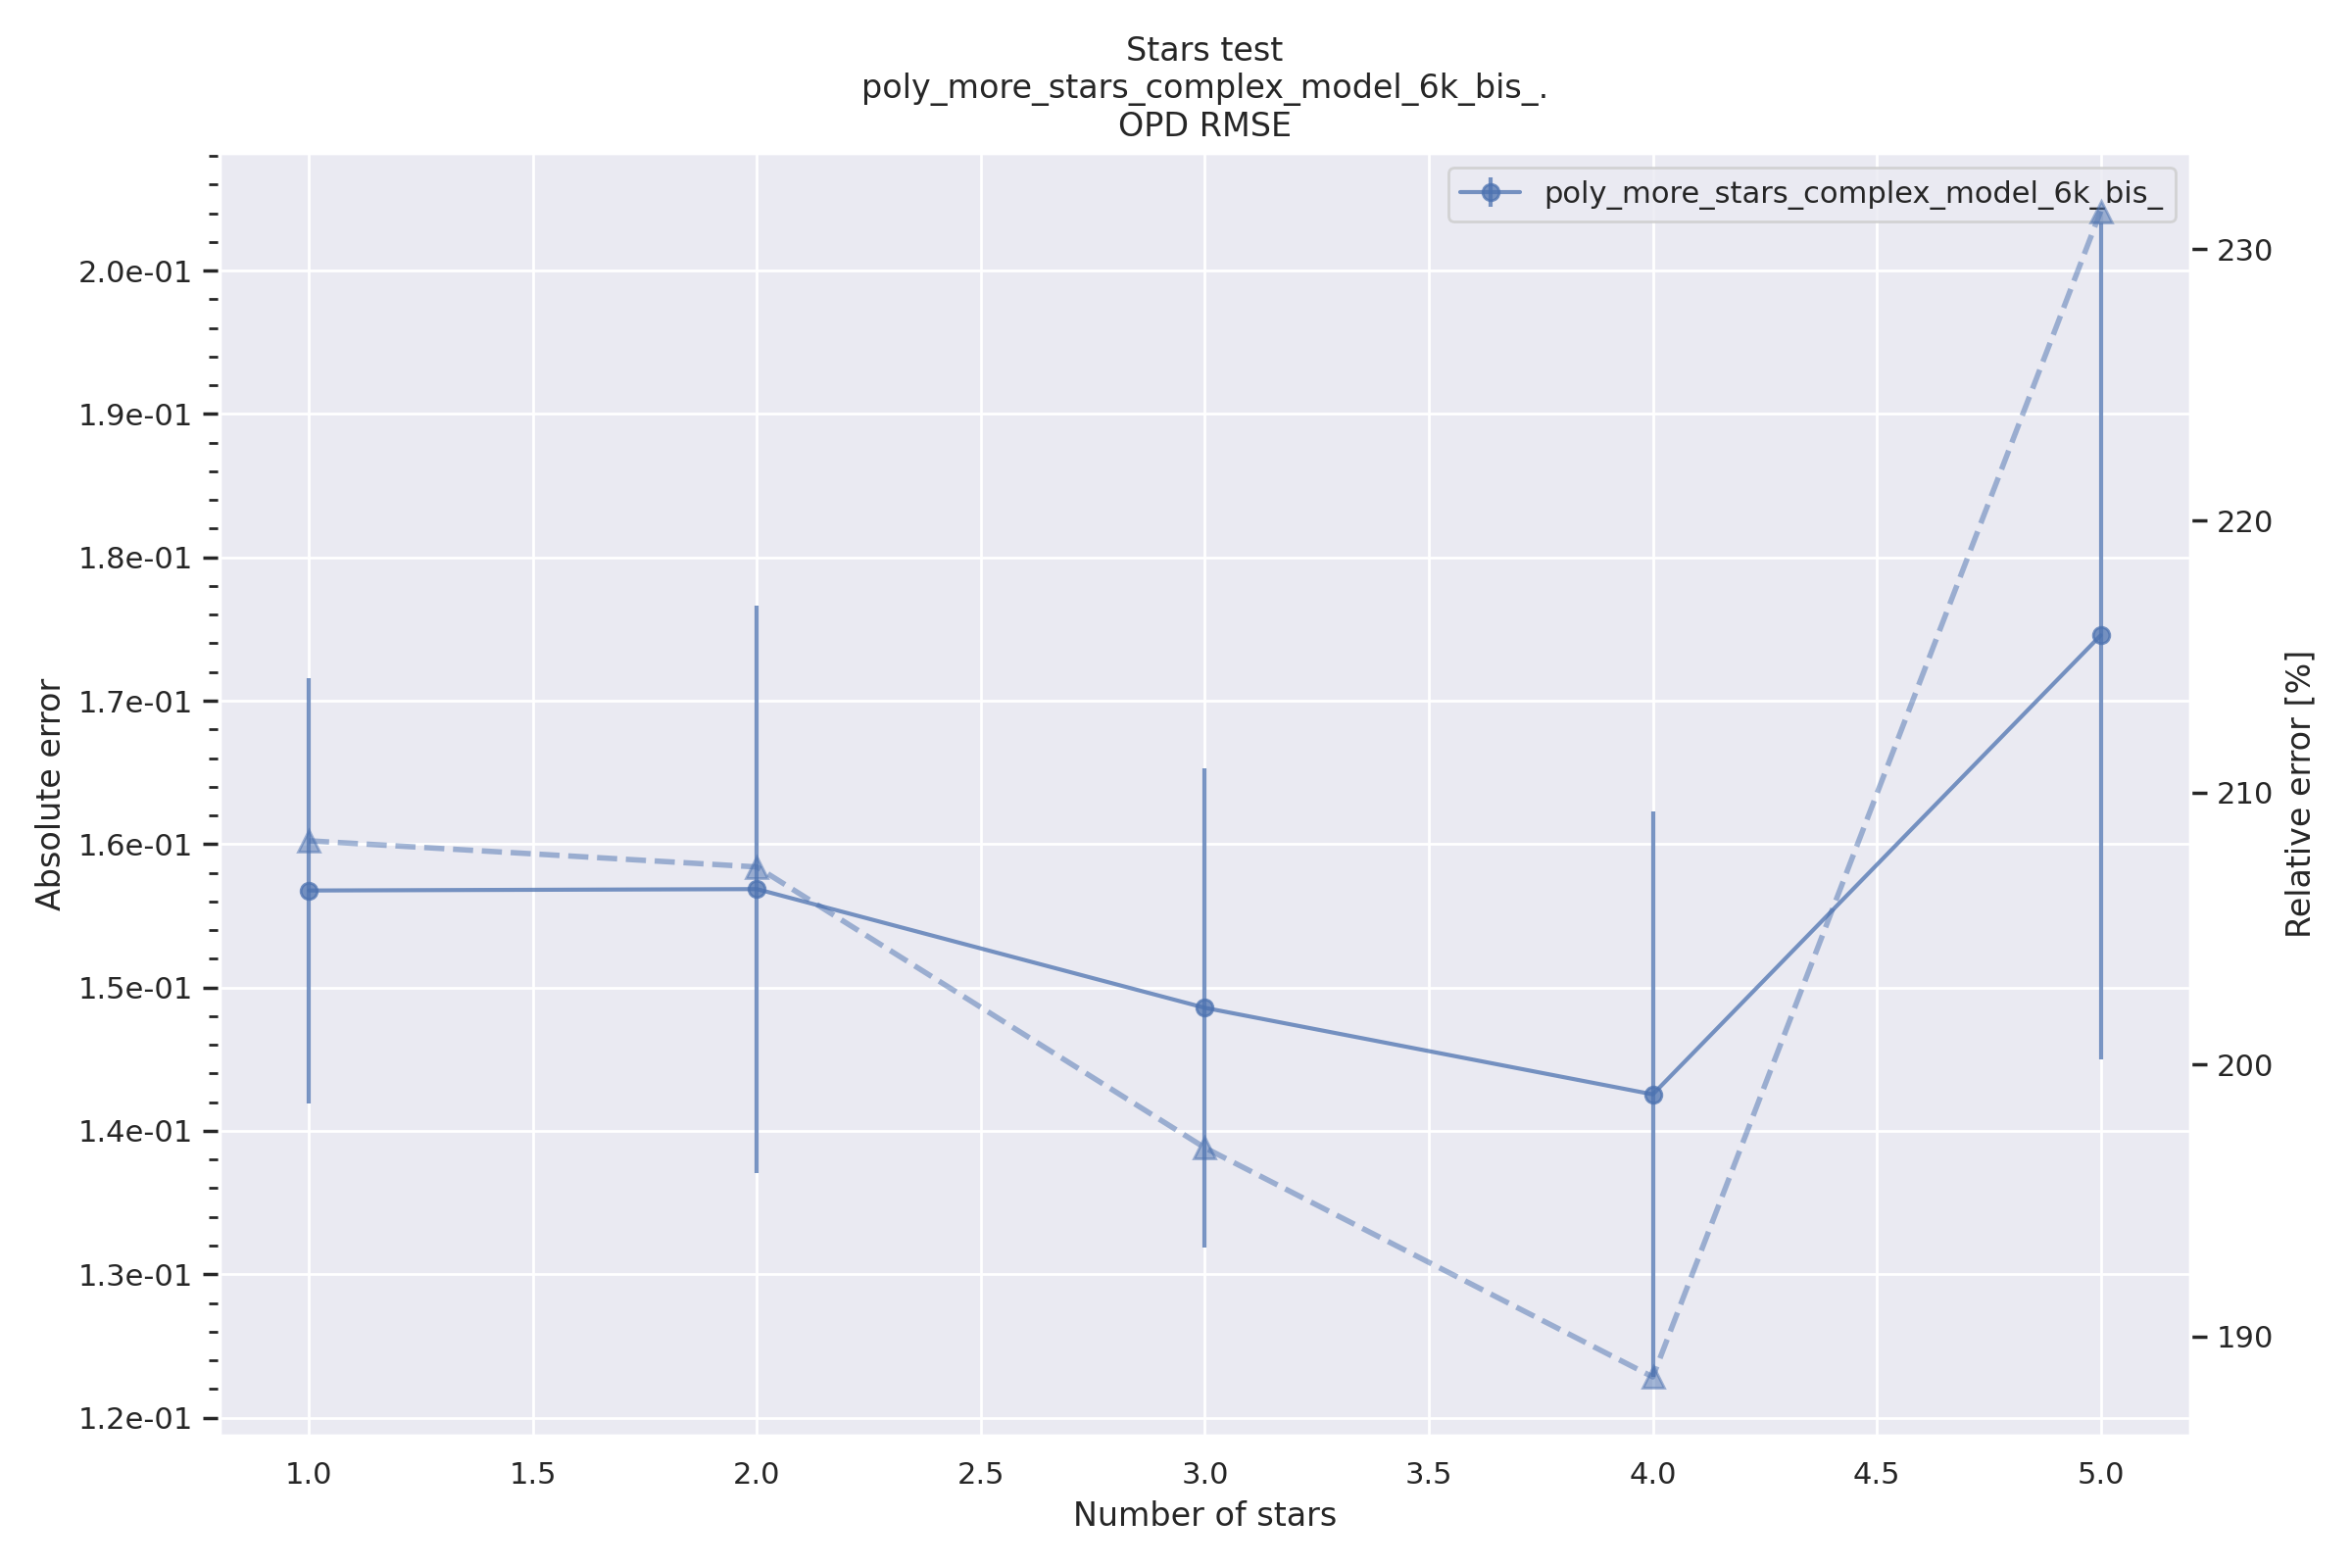 Stars test
poly_more_stars_complex_model_6k_bis_.
OPD RMSE
poly_more_stars_complex_model_6k_bis_
2.0e-01
1.9e-01
1.8e-01
1.7e-01
1.6e-01
1.5e-01
1.4e-01
1.3e-01
1.2e-01
Absolute error
230
220
210
200
190
Relative error [%]
1.0 1.5 2.0 2.5 3.0 3.5 4.0 4.5 5.0
Number of stars